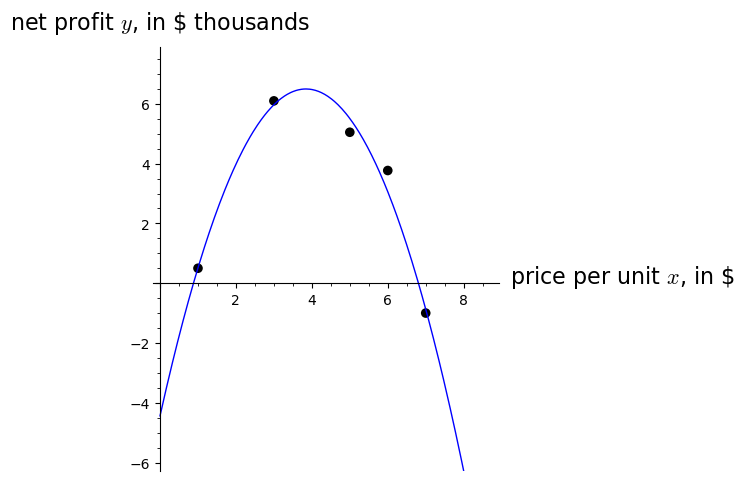 net profit y, in $ thousands
6
4
2
price per unit x, in $
2 4 6 8
−2
−4
−6